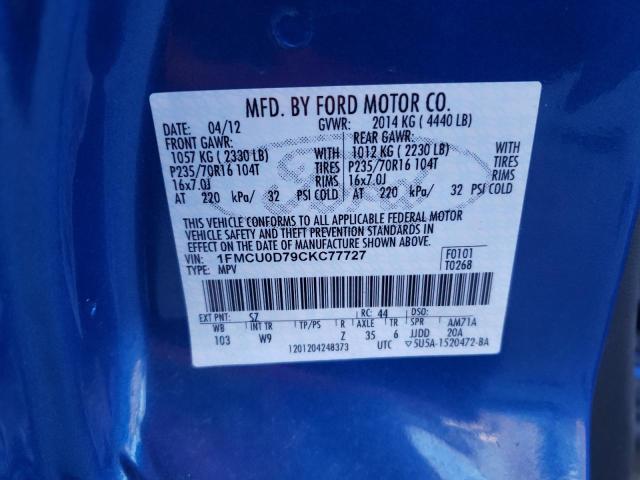 MFD. BY FORD MOTOR CO.
DATE: 04/12 GVWR: 2014 KG ( 4440 LB)
FRONT GAWR: REAR GAWR:
1057 KG ( 2330 LB) WITH 1012 KG ( 2230 LB) WITH
P235/70R16 104T TIRES P235/70R16 104T TIRES
16x7.0J RIMS 16x7.0J RIMS
AT 220 kPa/ 32 PSI COLD AT 220 kPa/ 32 PSI COLD
THIS VEHICLE CONFORMS TO ALL APPLICABLE FEDERAL MOTOR
VEHICLE SAFETY AND THEFT PREVENTION STANDARDS IN
EFFECT ON THE DATE OF MANUFACTURE SHOWN ABOVE.
VIN: 1FMCU0D79CKC77727 F0101
TYPE: MPV T0268
EXT PNT: SZ RC: 44 DSO:
WB INT TR TP/PS R AXLE TR SPR AM71A
103 W9 Z 35 6 JJDD 20A
1201204248373 UTC 5U5A-1520472-BA